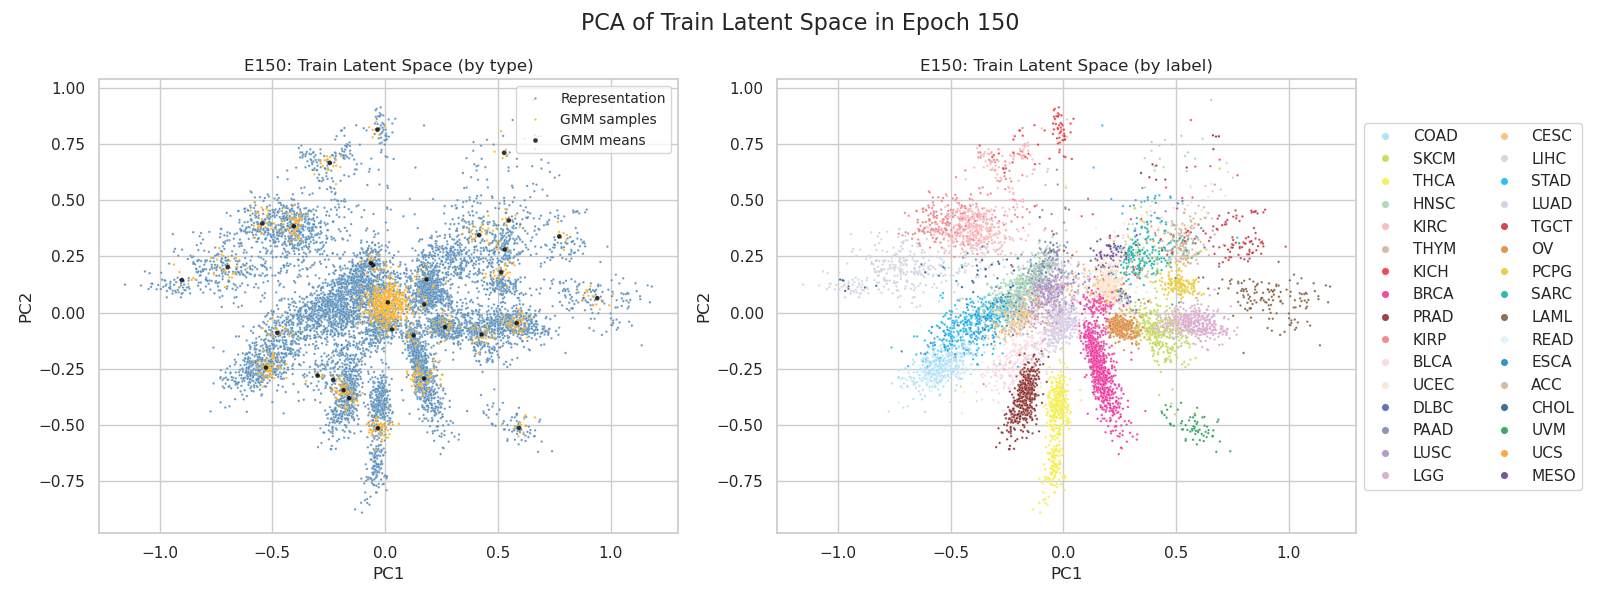 PCA of Train Latent Space in Epoch 150
E150: Train Latent Space (by type)
1.00
0.75
0.50
0.25
0.00
−0.25
−0.50
−0.75
PC2
−1.0
−0.5
0.0
0.5
1.0
PC1
Representation
GMM samples
GMM means
E150: Train Latent Space (by label)
1.00
0.75
0.50
0.25
0.00
−0.25
−0.50
−0.75
PC2
−1.0
−0.5
0.0
0.5
1.0
PC1
COAD
SKCM
THCA
HNSC
KIRC
THYM
KICH
BRCA
PRAD
KIRP
BLCA
UCEC
DLBC
PAAD
LUSC
LGG
CESC
LIHC
STAD
LUAD
TGCT
OV
PCPG
SARC
LAML
READ
ESCA
ACC
CHOL
UVM
UCS
MESO